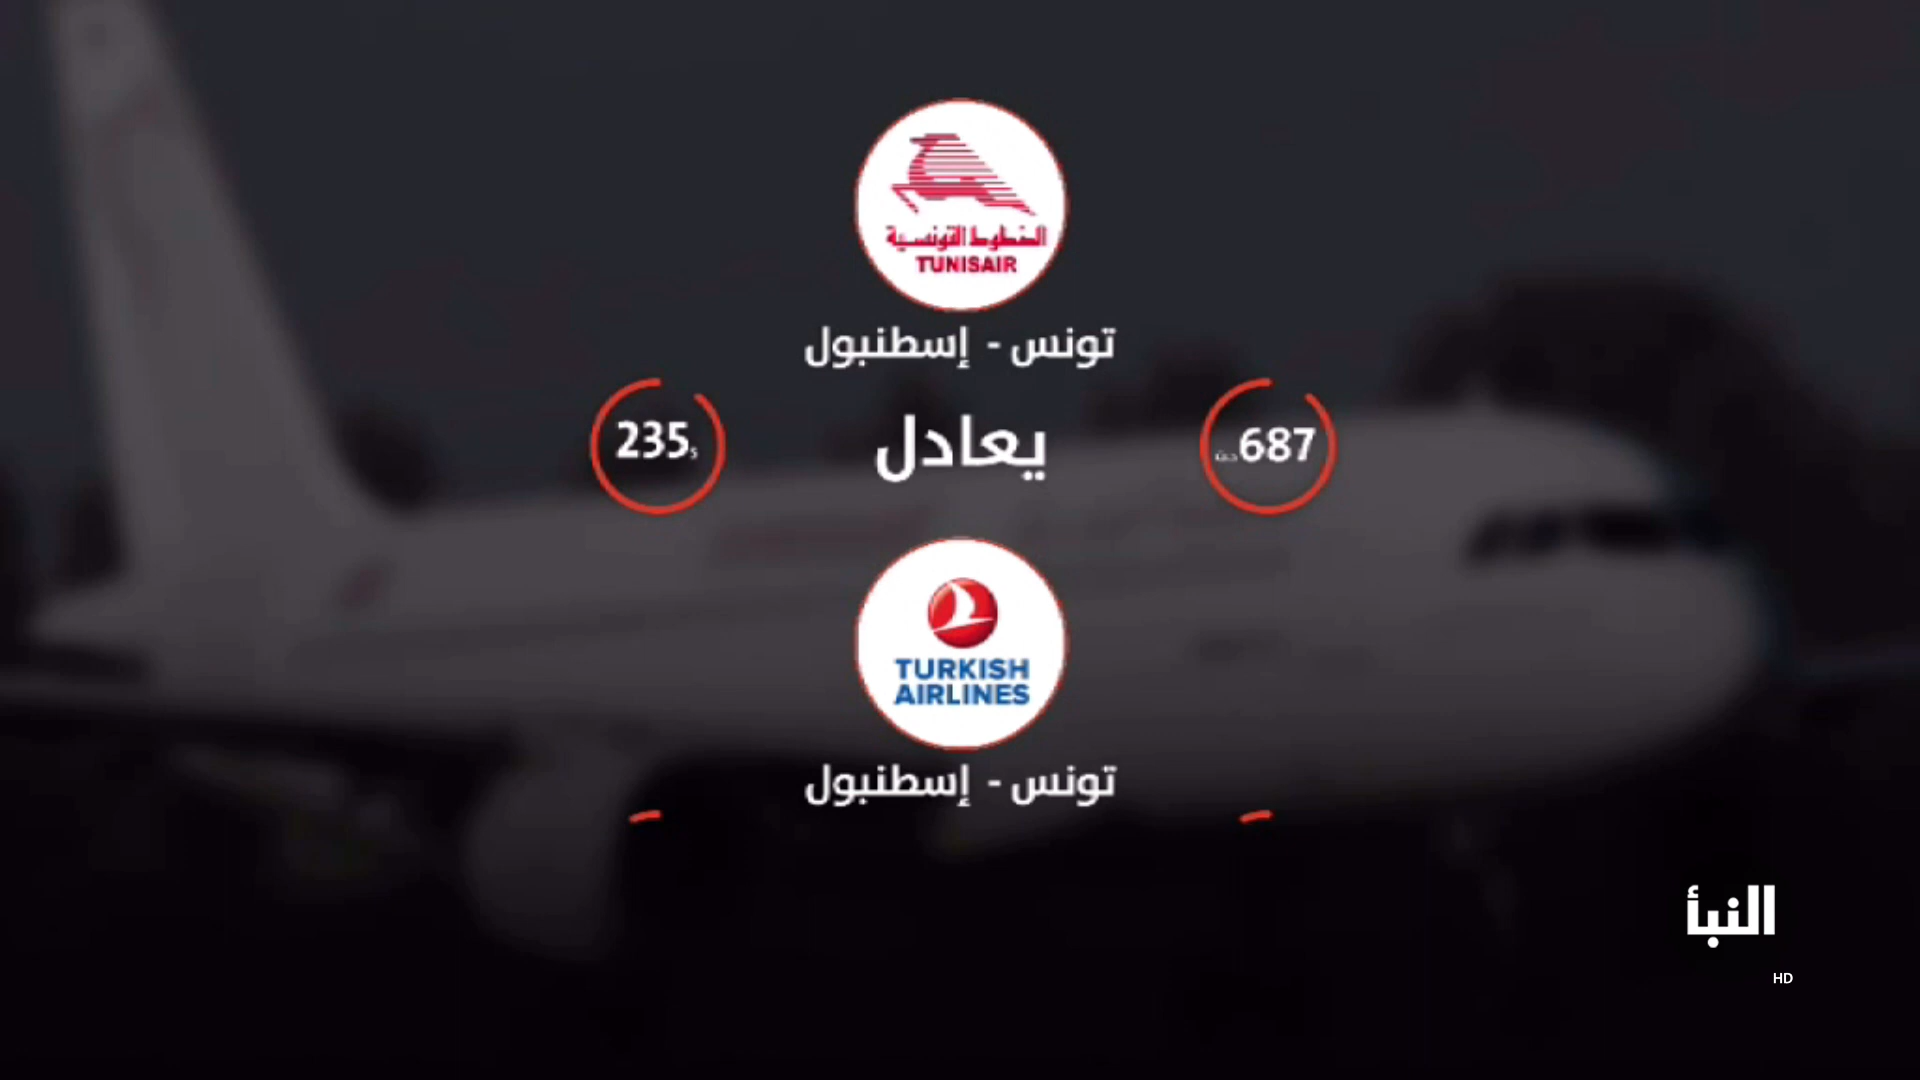 الخطوط التونسية
TUNISAIR
تونس - إسطنبول
687 د.ت
يعادل
235 $
TURKISH
AIRLINES
تونس - إسطنبول
النبأ
HD